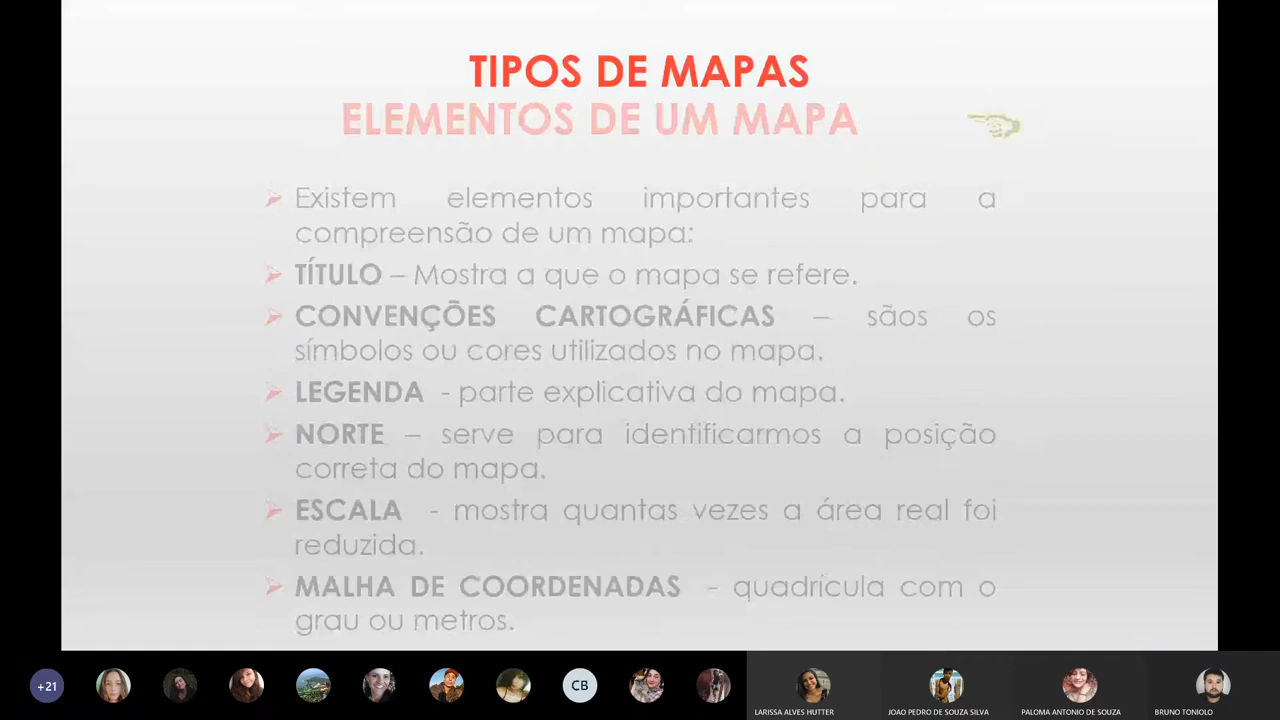 TIPOS DE MAPAS
ELEMENTOS DE UM MAPA
Existem elementos importantes para a
compreensão de um mapa:
TÍTULO – Mostra a que o mapa se refere.
CONVENÇÕES CARTOGRÁFICAS – sãos os
símbolos ou cores utilizados no mapa.
LEGENDA - parte explicativa do mapa.
NORTE – serve para identificarmos a posição
correta do mapa.
ESCALA - mostra quantas vezes a área real foi
reduzida.
MALHA DE COORDENADAS - quadrícula com o
grau ou metros.
+21
CB
LARISSA ALVES HUTTER
JOAO PEDRO DE SOUZA SILVA
PALOMA ANTONIO DE SOUZA
BRUNO TONIOLO